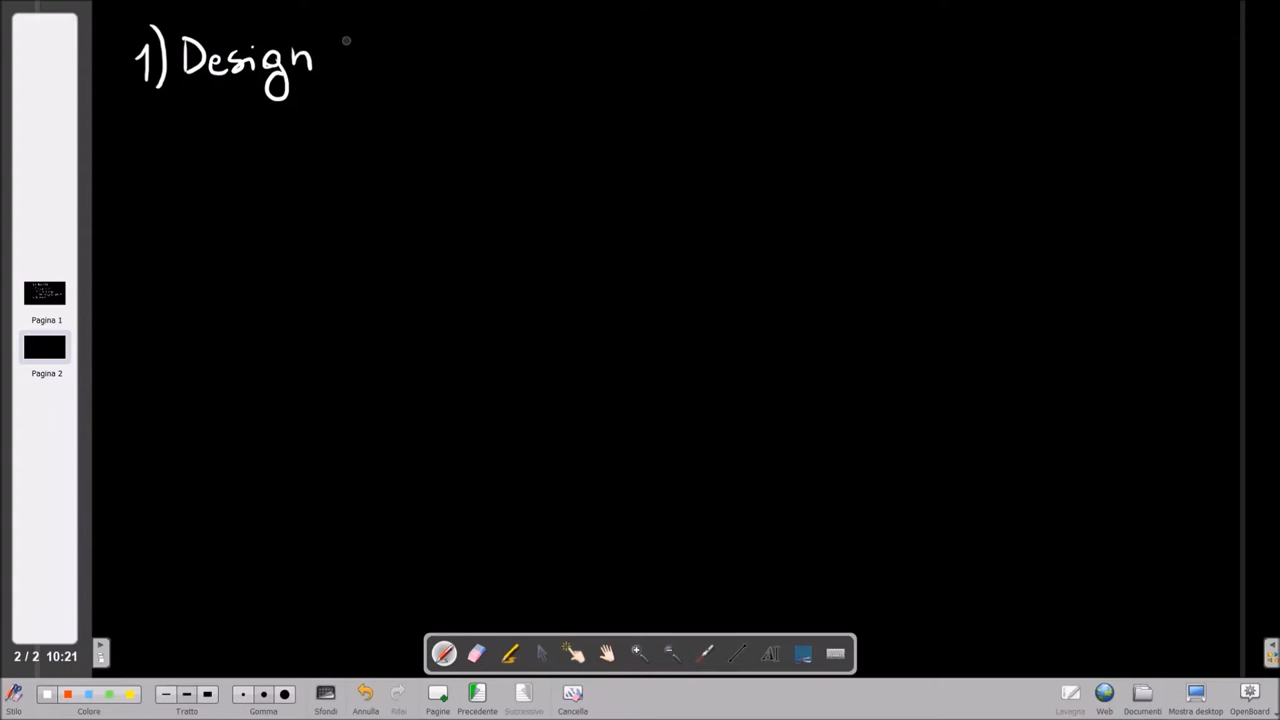 1) Design
Pagina 1
Pagina 2
2 / 2 10:21
Stilo
Colore
Tratto
Gomma
Sfondi
Annulla
Rifai
Pagine
Precedente
Successivo
Cancella
Lavagna
Web
Documenti
Mostra desktop
OpenBoard